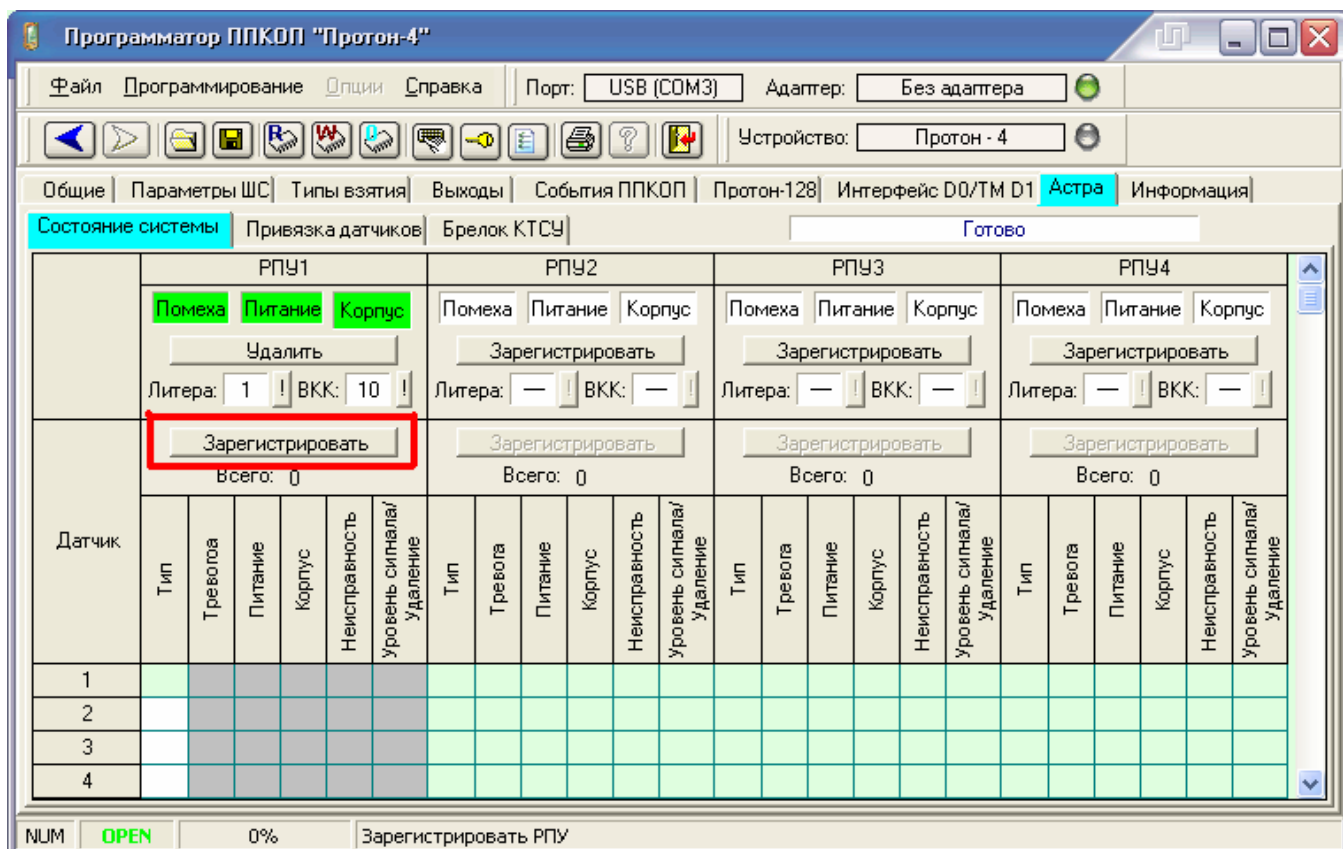 Программатор ППКОП "Протон-4"
Файл Программирование Опции Справка Порт: USB (COM3) Адаптер: Без адаптера
Устройство: Протон - 4
Общие Параметры ШС Типы взятия Выходы События ППКОП Протон-128 Интерфейс D0/TM D1 Астра Информация
Состояние системы Привязка датчиков Брелок КТСУ Готово
РПУ1 РПУ2 РПУ3 РПУ4
Помеха Питание Корпус Помеха Питание Корпус Помеха Питание Корпус Помеха Питание Корпус
Удалить Зарегистрировать Зарегистрировать Зарегистрировать
Литера: 1 ! ВКК: 10 ! Литера: — ! ВКК: — ! Литера: — ! ВКК: — ! Литера: — ! ВКК: — !
Зарегистрировать Зарегистрировать Зарегистрировать Зарегистрировать
Всего: 0 Всего: 0 Всего: 0 Всего: 0
Датчик Тип Тревогоа Питание Корпус Неисправность Уровень сигнала/ Удаление Тип Тревога Питание Корпус Неисправность Уровень сигнала/ Удаление Тип Тревога Питание Корпус Неисправность Уровень сигнала/ Удаление Тип Тревога Питание Корпус Неисправность Уровень сигнала/ Удаление
1
2
3
4
NUM OPEN 0% Зарегистрировать РПУ